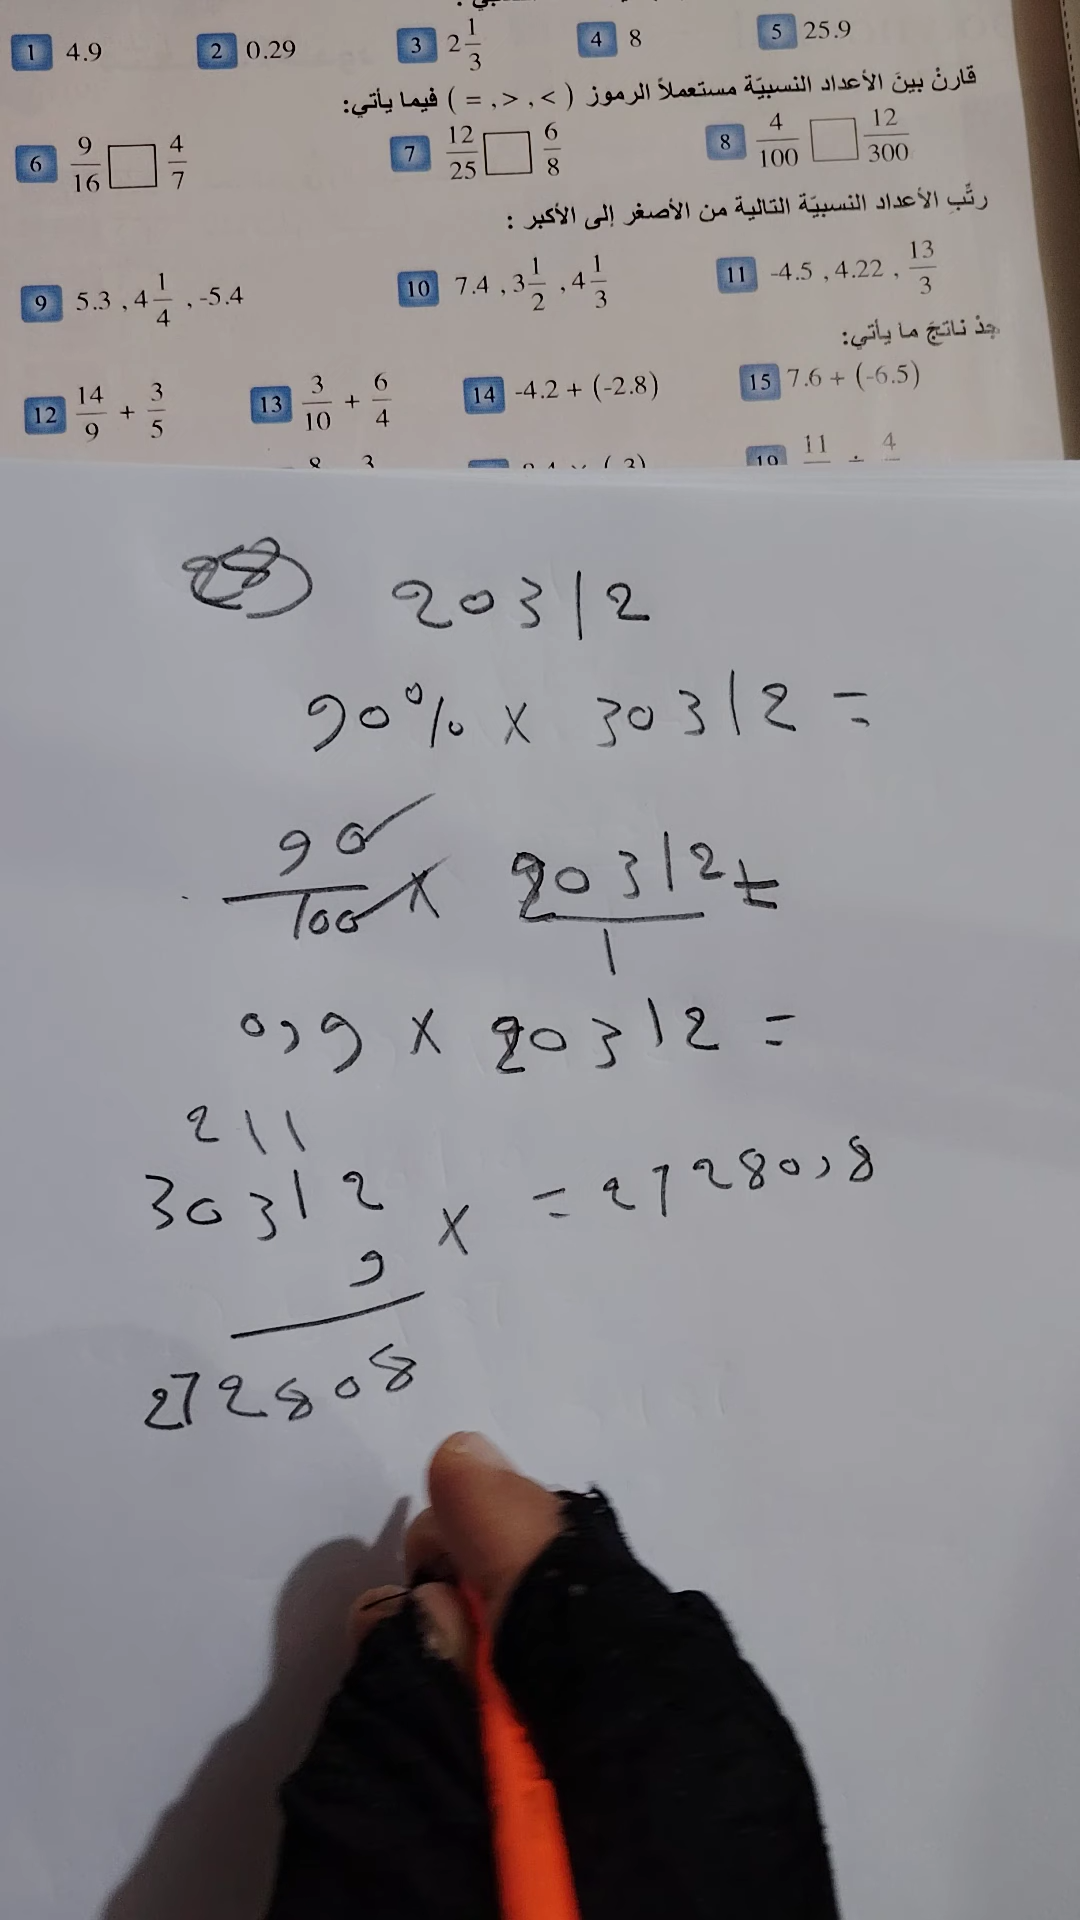 1 4.9 2 0.29 3 2 1/3 4 8 5 25.9
قارنْ بينَ الأعداد النسبيّة مستعملاً الرموز ( > , < , = ) فيما يأتي:
6 9/16 □ 4/7 7 12/25 □ 6/8 8 4/100 □ 12/300
رتِّبِ الأعداد النسبيّة التالية من الأصغر إلى الأكبر :
9 5.3 , 4 1/4 , -5.4 10 7.4 , 3 1/2 , 4 1/3 11 -4.5 , 4.22 , 13/3
جدْ ناتجَ ما يأتي:
12 14/9 + 3/5 13 3/10 + 6/4 14 -4.2 + (-2.8) 15 7.6 + (-6.5)
28
20312
90% × 30312 =
90/100 × 20312/1 =
0,9 × 20312 =
211
30312 × = 27280,8
9
272808